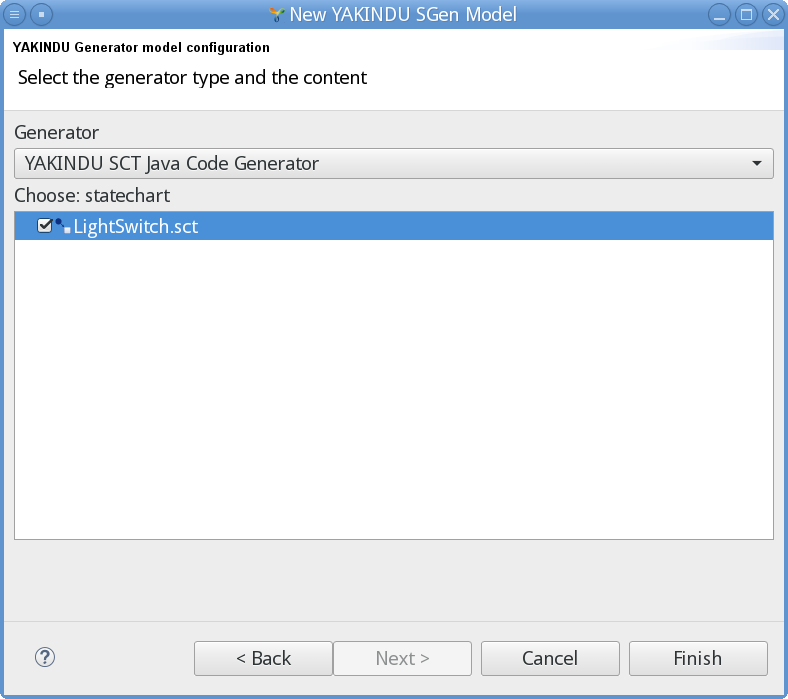 New YAKINDU SGen Model
YAKINDU Generator model configuration
Select the generator type and the content
Generator
YAKINDU SCT Java Code Generator
Choose: statechart
LightSwitch.sct
?
< Back
Next >
Cancel
Finish